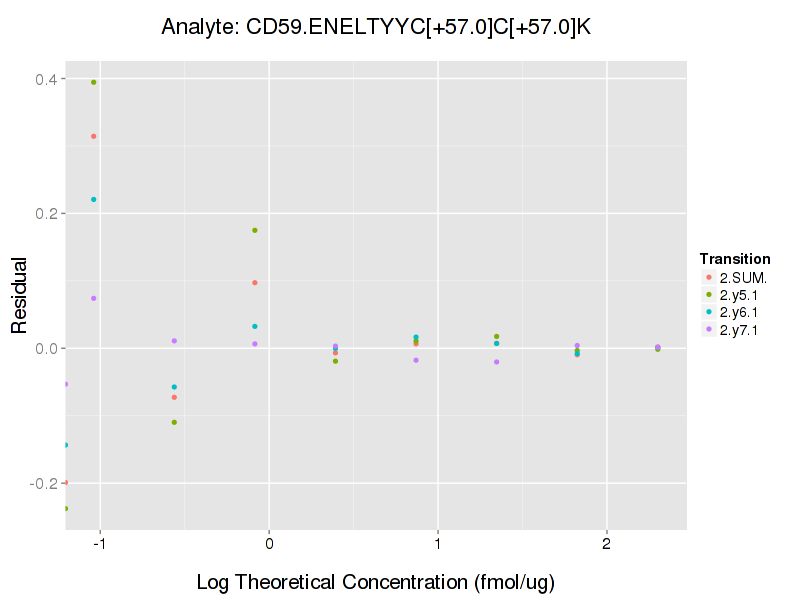 Analyte: CD59.ENELTYYC[+57.0]C[+57.0]K
0.4
0.2
0.0
-0.2
Residual
-1 0 1 2
Log Theoretical Concentration (fmol/ug)
Transition
2.SUM.
2.y5.1
2.y6.1
2.y7.1